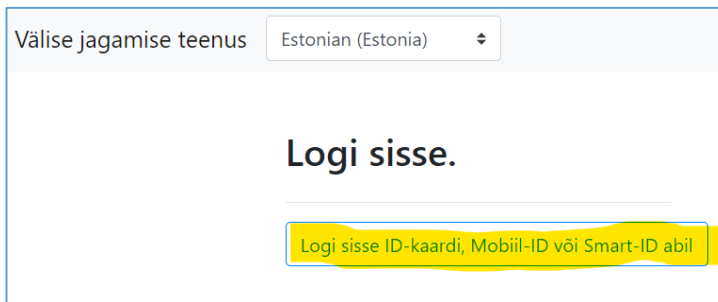 Välise jagamise teenus Estonian (Estonia)
Logi sisse.
Logi sisse ID-kaardi, Mobiil-ID või Smart-ID abil